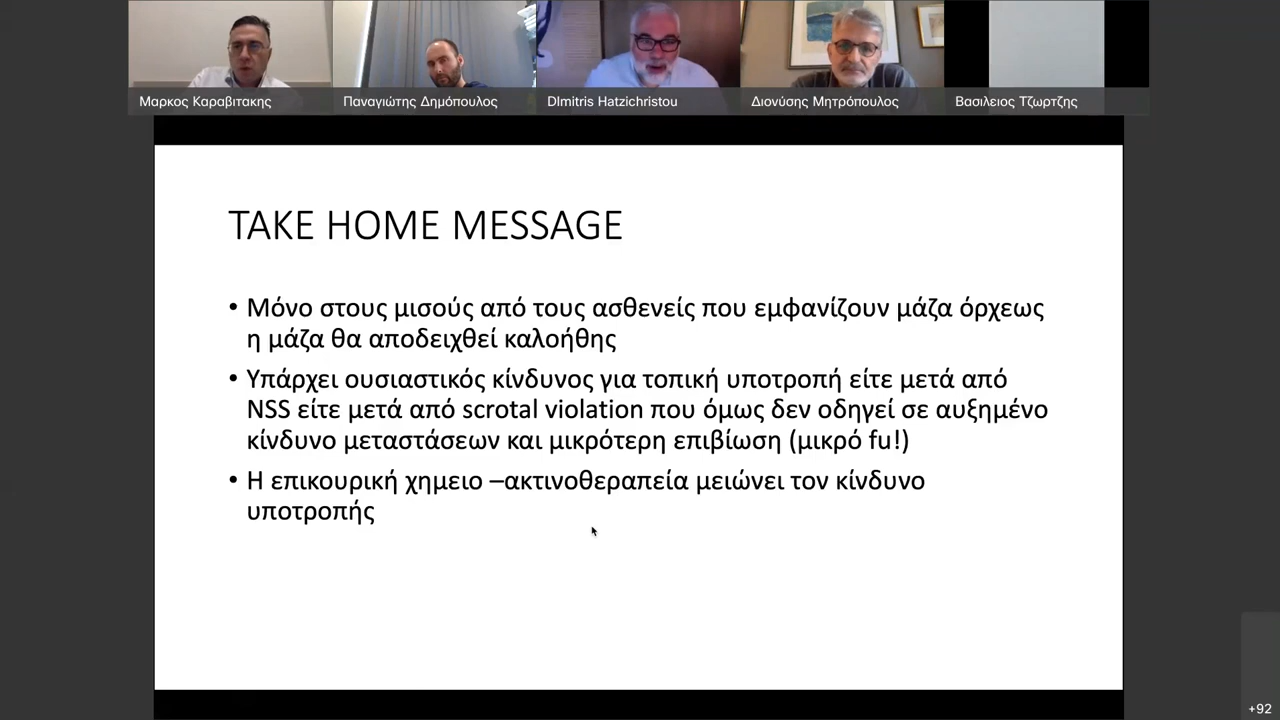 Μαρκος Καραβιτακης
Παναγιώτης Δημόπουλος
DImitris Hatzichristou
Διονύσης Μητρόπουλος
Βασιλειος Τζωρτζης
TAKE HOME MESSAGE
• Μόνο στους μισούς από τους ασθενείς που εμφανίζουν μάζα όρχεως
η μάζα θα αποδειχθεί καλοήθης
• Υπάρχει ουσιαστικός κίνδυνος για τοπική υποτροπή είτε μετά από
NSS είτε μετά από scrotal violation που όμως δεν οδηγεί σε αυξημένο
κίνδυνο μεταστάσεων και μικρότερη επιβίωση (μικρό fu!)
• Η επικουρική χημειο –ακτινοθεραπεία μειώνει τον κίνδυνο
υποτροπής
+92